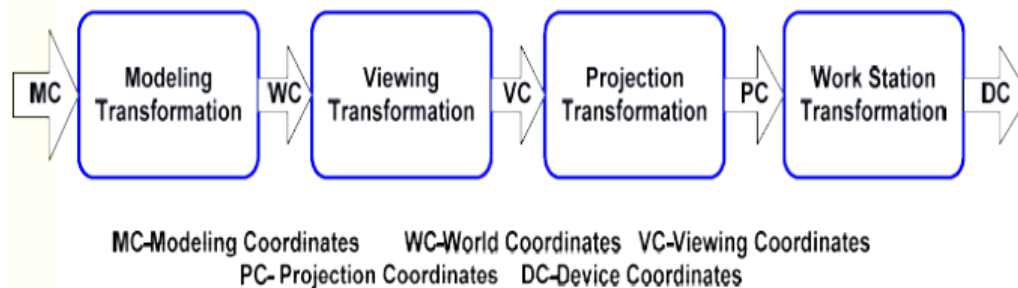 MC
Modeling
Transformation
WC
Viewing
Transformation
VC
Projection
Transformation
PC
Work Station
Transformation
DC
MC-Modeling Coordinates WC-World Coordinates VC-Viewing Coordinates
PC- Projection Coordinates DC-Device Coordinates